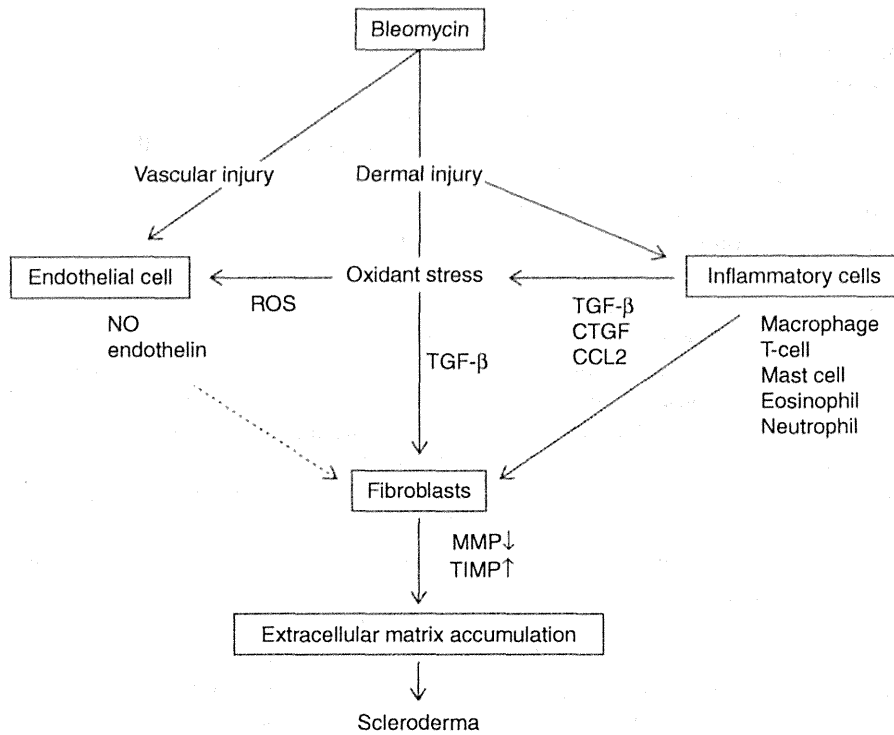 Bleomycin
Vascular injury
Dermal injury
Endothelial cell
Oxidant stress
Inflammatory cells
ROS
NO
endothelin
TGF-β
TGF-β
CTGF
CCL2
Macrophage
T-cell
Mast cell
Eosinophil
Neutrophil
Fibroblasts
MMP↓
TIMP↑
Extracellular matrix accumulation
Scleroderma